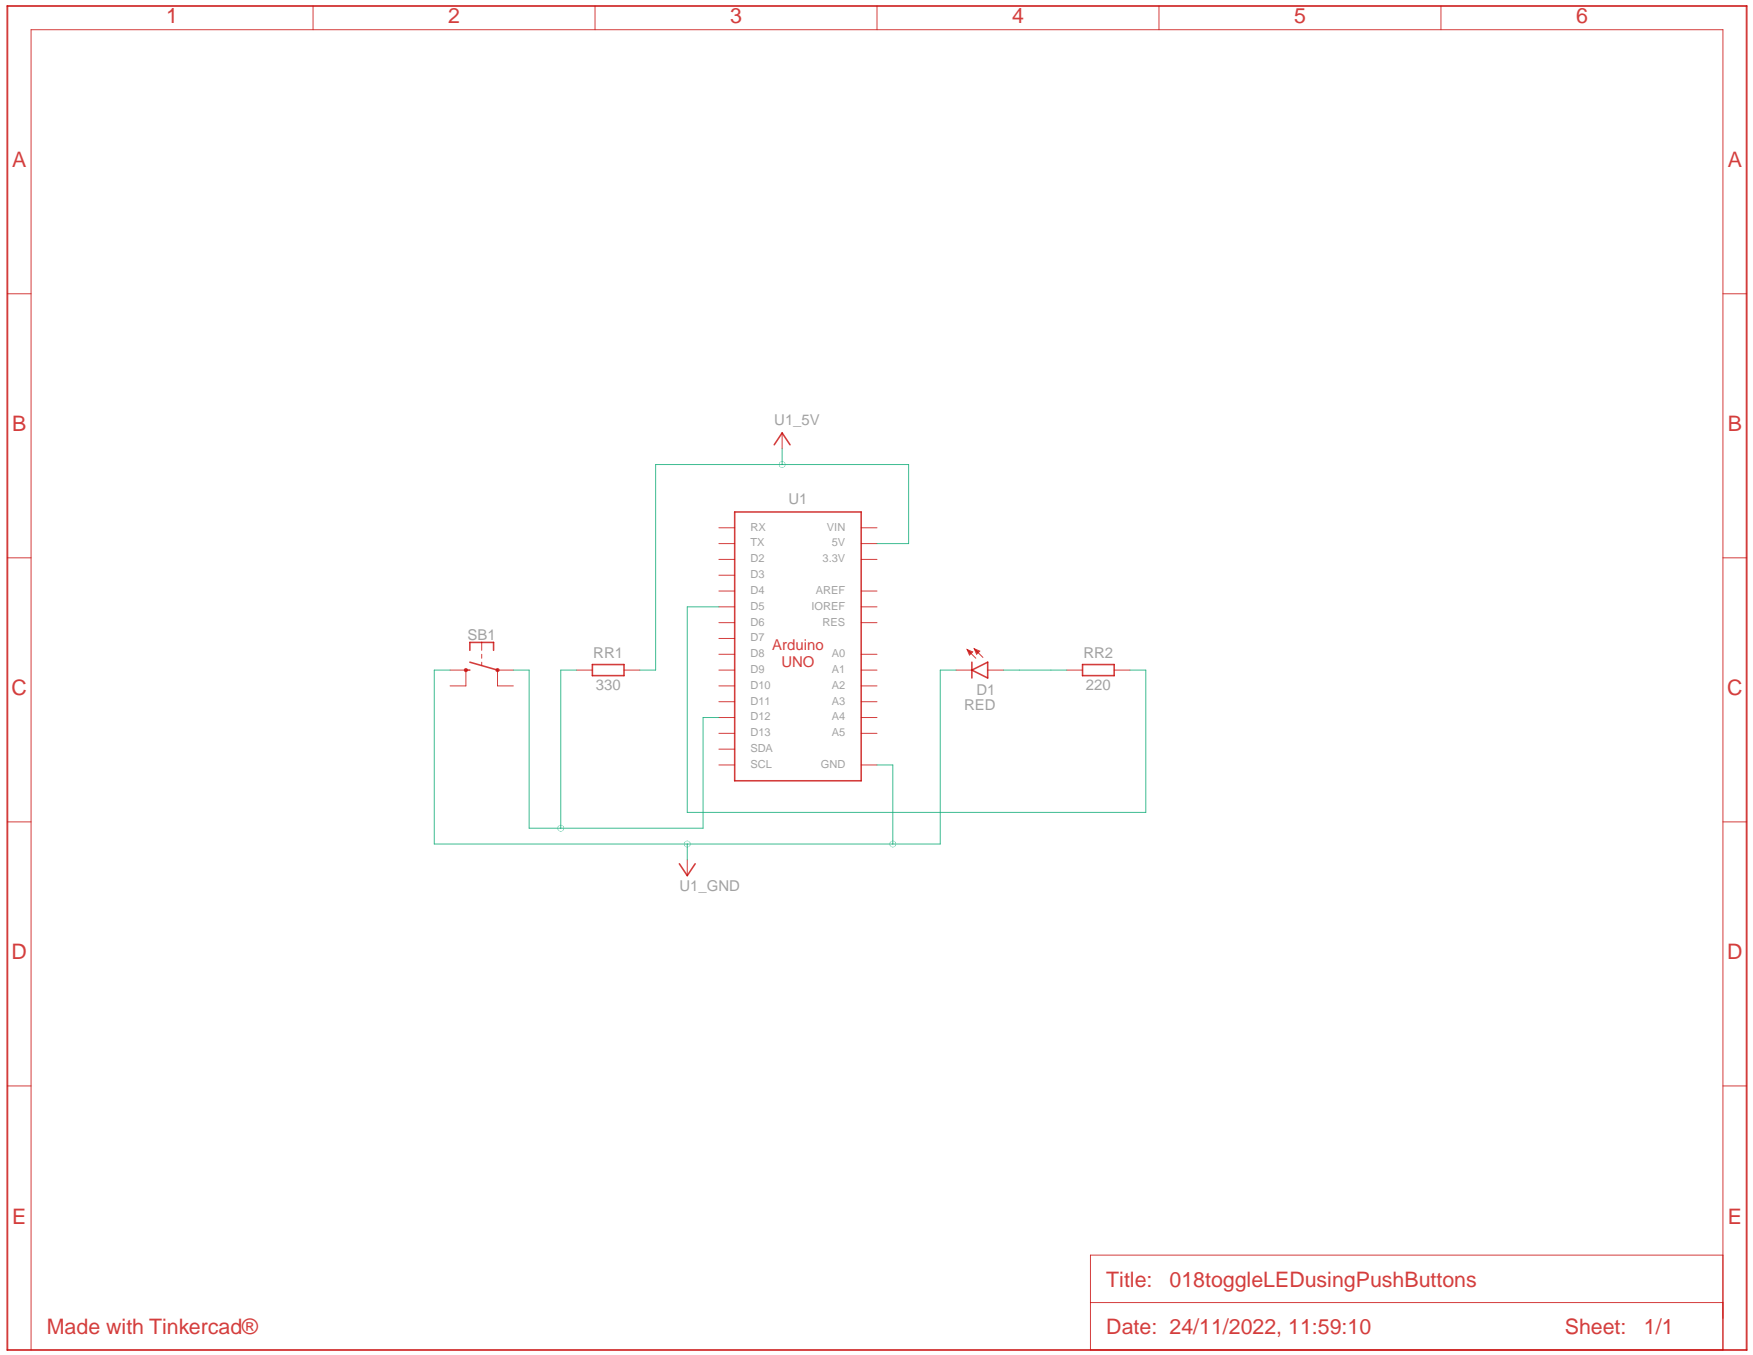 1 2 3 4 5 6
A A
B B
U1_5V
U1
RX VIN
TX 5V
D2 3.3V
D3
D4 AREF
D5 IOREF
D6 RES
D7
Arduino
UNO
D8 A0
D9 A1
D10 A2
D11 A3
D12 A4
D13 A5
SDA
SCL GND
SB1
RR1
330
D1
RED
RR2
220
C C
U1_GND
D D
E E
Title: 018toggleLEDusingPushButtons
Date: 24/11/2022, 11:59:10 Sheet: 1/1
Made with Tinkercad®